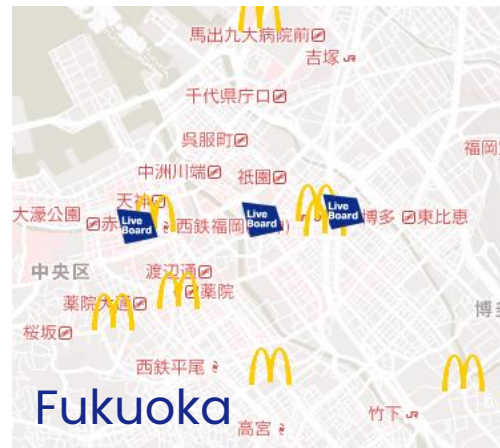 馬出九大病院前
吉塚
千代県庁口
呉服町
福岡
中洲川端
祇園
天神
大濠公園
赤
Live Board
西鉄福岡
Live Board
Live Board
博多
東比恵
中央区
渡辺通
薬院
薬院大通
博多
桜坂
西鉄平尾
Fukuoka
高宮
竹下